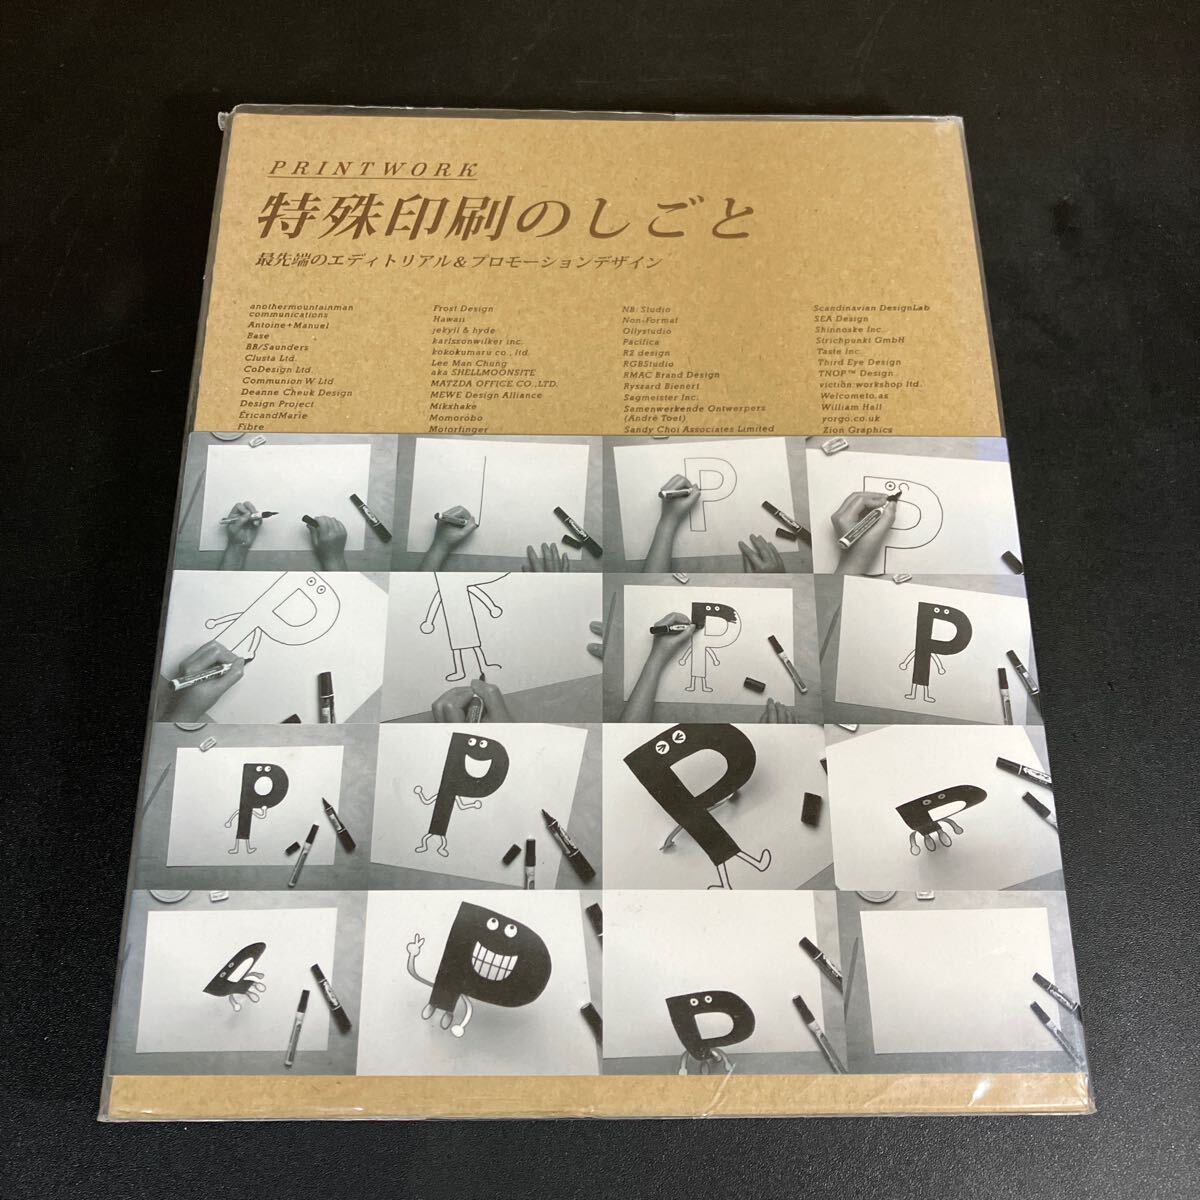 PRINTWORK
特殊印刷のしごと
最先端のエディトリアル&プロモーションデザイン
anothermountainman
communications
Antoine+Manuel
Base
BB/Saunders
Clusta Ltd.
CoDesign Ltd.
Communion W Ltd
Deanne Cheuk Design
Design Project
EricandMarie
Fibre
Frost Design
Hawaii
jekyll & hyde
karlssonwilker inc.
kokokumaru co., ltd.
Lee Man Chung
aka SHELLMOONSITE
MATZDA OFFICE CO., LTD.
MEWE Design Alliance
Mikshake
Momorobo
Motorfinger
NB: Studio
Non-Format
Ollystudio
Pacifica
R2 design
RGBStudio
RMAC Brand Design
Ryszard Bienert
Sagmeister Inc.
Samenwerkende Ontwerpers
(André Toet)
Sandy Choi Associates Limited
Scandinavian DesignLab
SEA Design
Shinnoske Inc.
Strichpunkt GmbH
Taste Inc.
Third Eye Design
TNOP™ Design
viction:workshop ltd.
Welcometo.as
William Hall
yorgo.co.uk
Zion Graphics
P
P
P
P
P
P
P
P
P
P
P
P